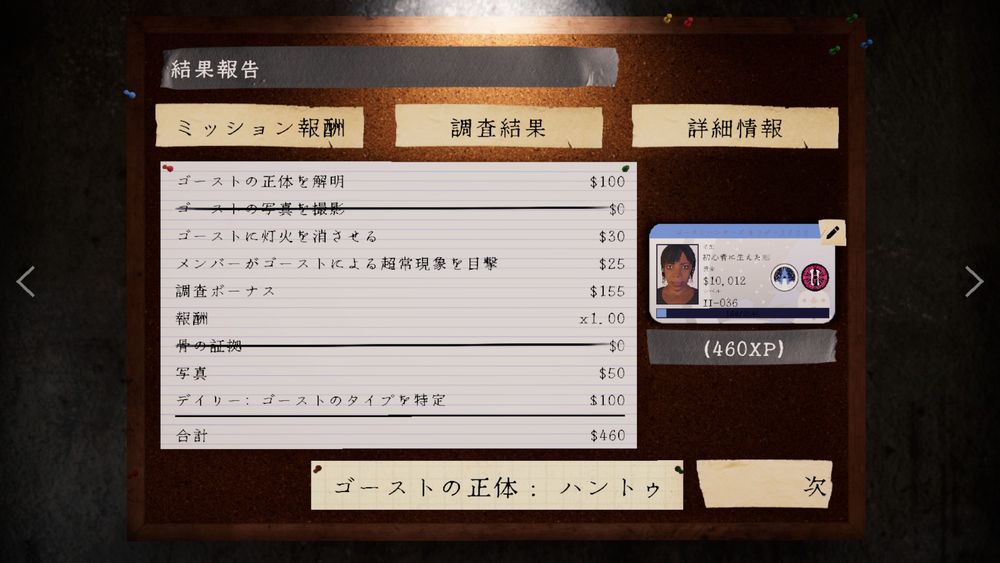 結果報告
ミッション報酬
調査結果
詳細情報
ゴーストの正体を解明 $100
ゴーストの写真を撮影 $0
ゴーストに灯火を消させる $30
メンバーがゴーストによる超常現象を目撃 $25
調査ボーナス $155
報酬 x1.00
骨の証拠 $0
写真 $50
デイリー: ゴーストのタイプを特定 $100
合計 $460
初心者に生えた
$10,012
II-036
(460XP)
ゴーストの正体 : ハントゥ
次